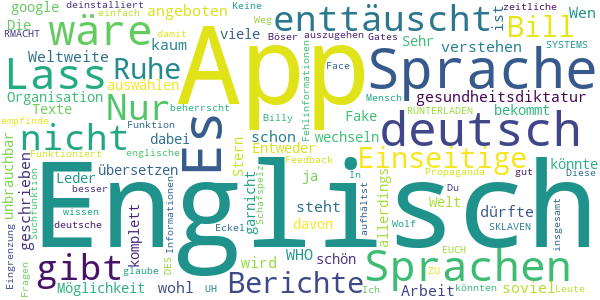 google deinstalliert angeboten enttäuscht ist Bill Keine zeitliche
Die einfach Weg Wen
RMACHT wäre App Böser auszugehen Gates SYSTEMS
Weltweite damit kaum viele Sehr verstehen
Lass Ruhe Fehlinformationen Face Sprache
auswählen Billy Mensch gesundheitsdiktatur
Organisation Nur beherrscht Fake RUNTERLADEN bekommt
Texte Funktion schon wechseln deutsch
empfinde nicht dabei Es Entweder
unbrauchbar Funktioniert englische Stern Feedback Einseitige
geschrieben Suchfunktion übersetzen garnicht In Propaganda gut
Leder besser Englisch ja aufhältst allerdings Du könnte
wissen Informationen Schafspelz steht Welt Diese
deutsche davon dürfte
Eingrenzung gibt komplett DES Eckel WHO schön Wolf EUCH SKLAVEN insgesamt
Fragen glaube wird Sprachen
Möglichkeit wohl UH Berichte Ich Arbeit ZU könnten soviel Leute